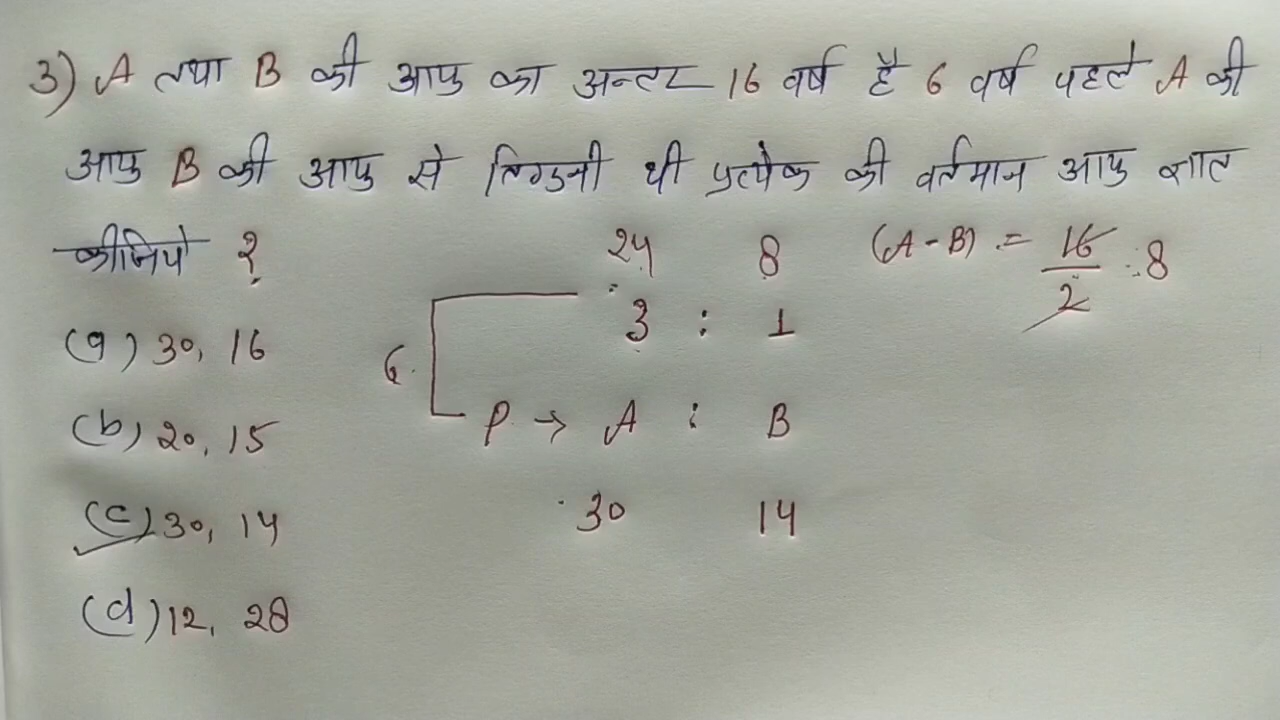 3) A तथा B की आयु का अन्तर 16 वर्ष है 6 वर्ष पहले A की
आयु B की आयु से तिगुनी थी प्रत्येक की वर्तमान आयु ज्ञात
कीजिये ?
24 8 (A - B) = 16/2 : 8
(a) 30, 16
3 : 1
6
(b) 20, 15
P → A : B
(c) 30, 14
30 14
(d) 12, 28